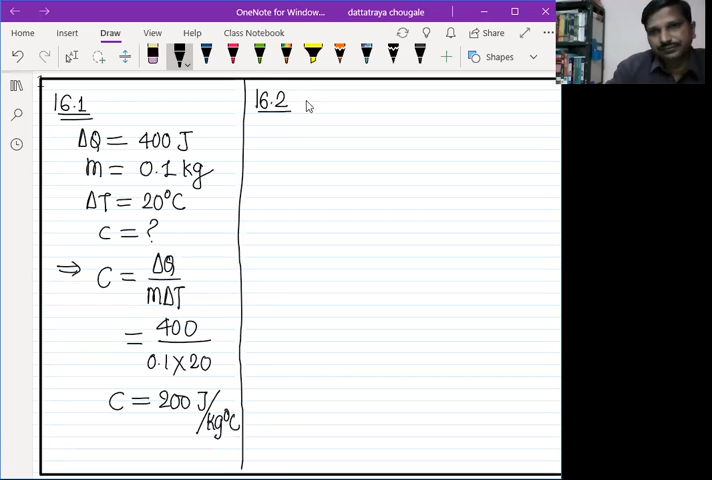 OneNote for Window... dattatraya chougale
Home Insert Draw View Class Notebook Share
Shapes
16.1
ΔQ = 400 J
m = 0.1 kg
ΔT = 20°C
c = ?
⇒ C = ΔQ / mΔT
= 400 / 0.1 × 20
C = 200 J/kg°C
16.2